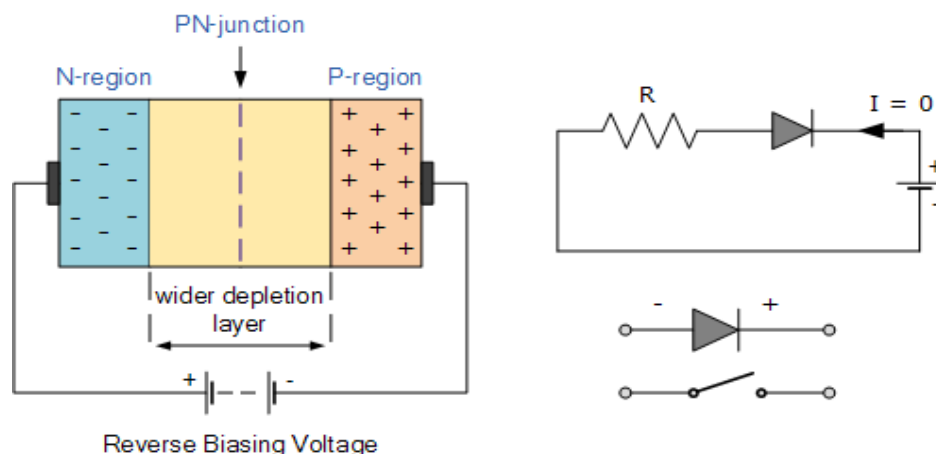 PN-junction
N-region
P-region
wider depletion
layer
+ -
Reverse Biasing Voltage
R
I = 0
+
-
- +